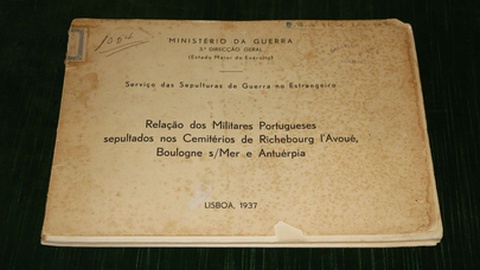 1004
MINISTÉRIO DA GUERRA
3.ª DIRECÇÃO GERAL
(Estado Maior do Exército)
Serviço das Sepulturas de Guerra no Estrangeiro
Relação dos Militares Portugueses
sepultados nos Cemitérios de Richebourg l'Avoué,
Boulogne s/Mer e Antuérpia
LISBOA, 1937